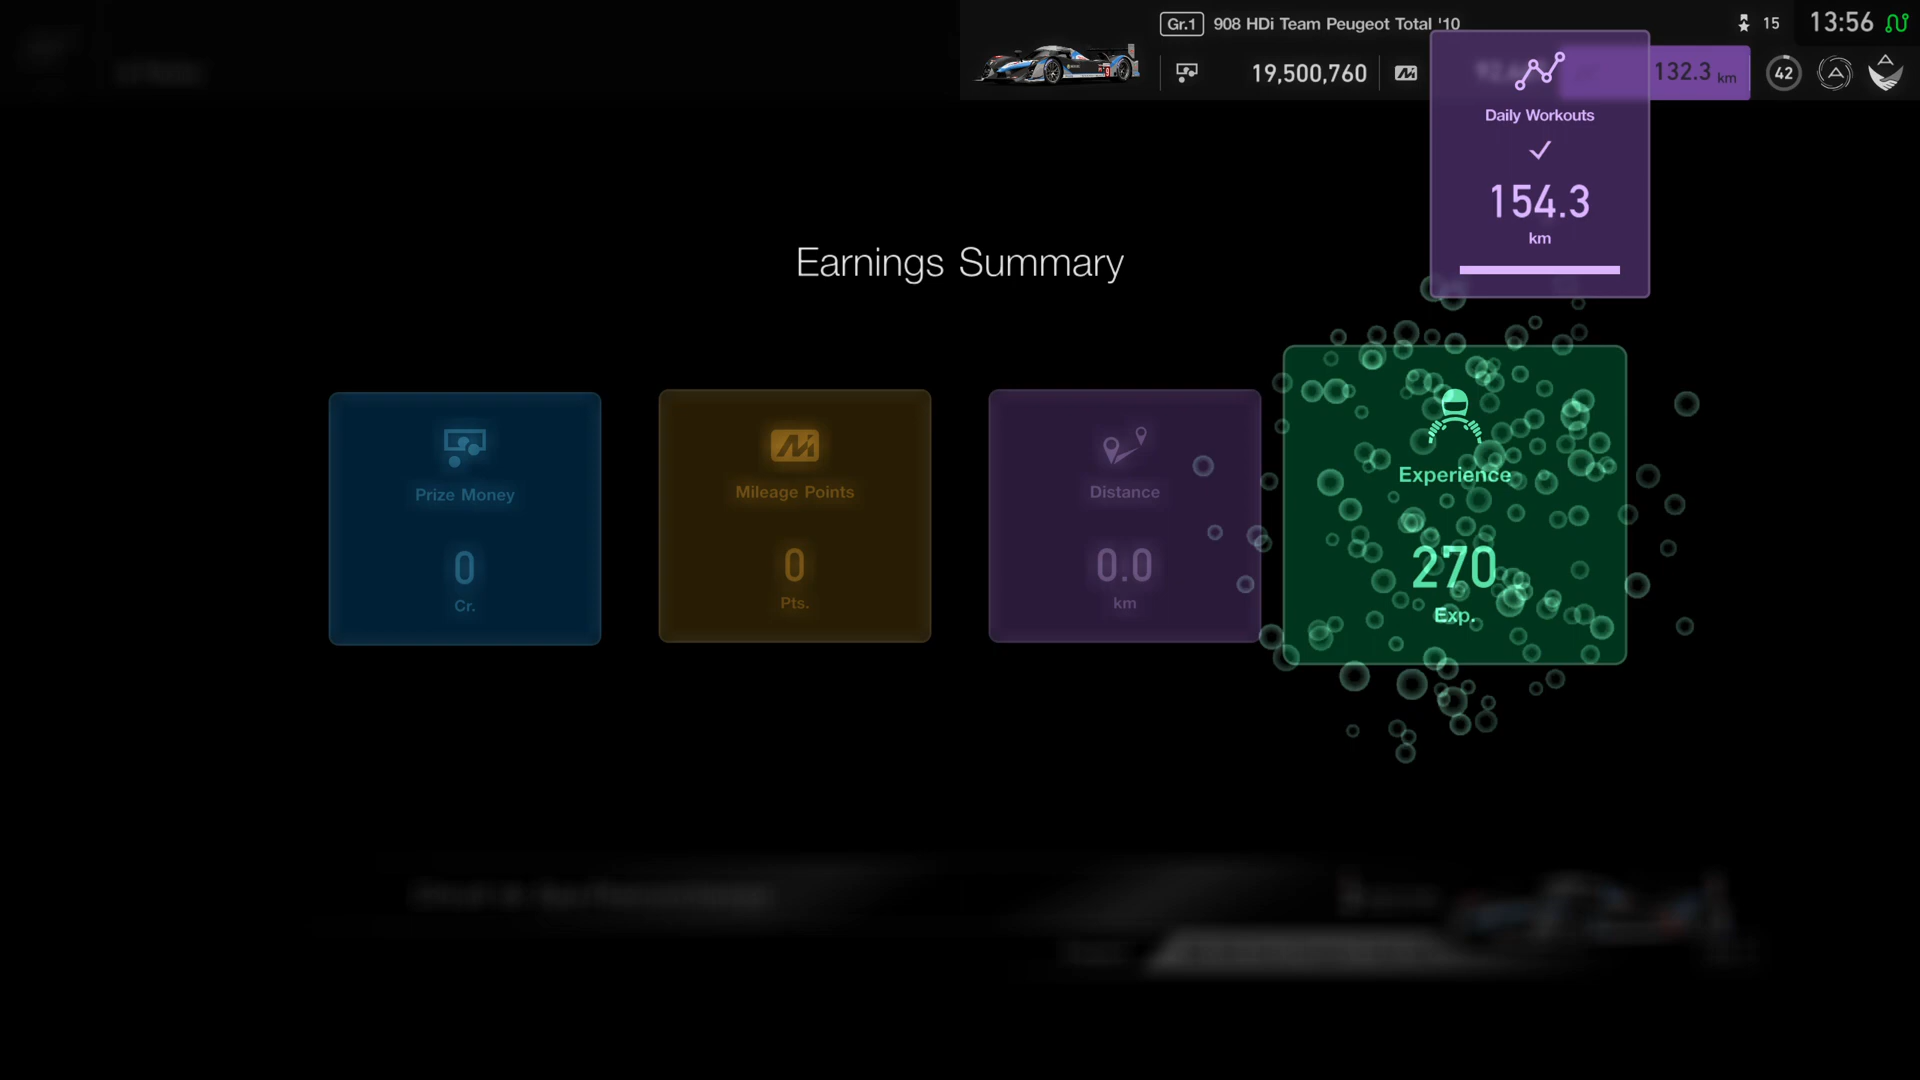 Gr.1 908 HDi Team Peugeot Total '10
15
13:56
19,500,760
132.3 km
42
Daily Workouts
154.3
km
Earnings Summary
Prize Money
0
Cr.
Mileage Points
0
Pts.
Distance
0.0
km
Experience
270
Exp.